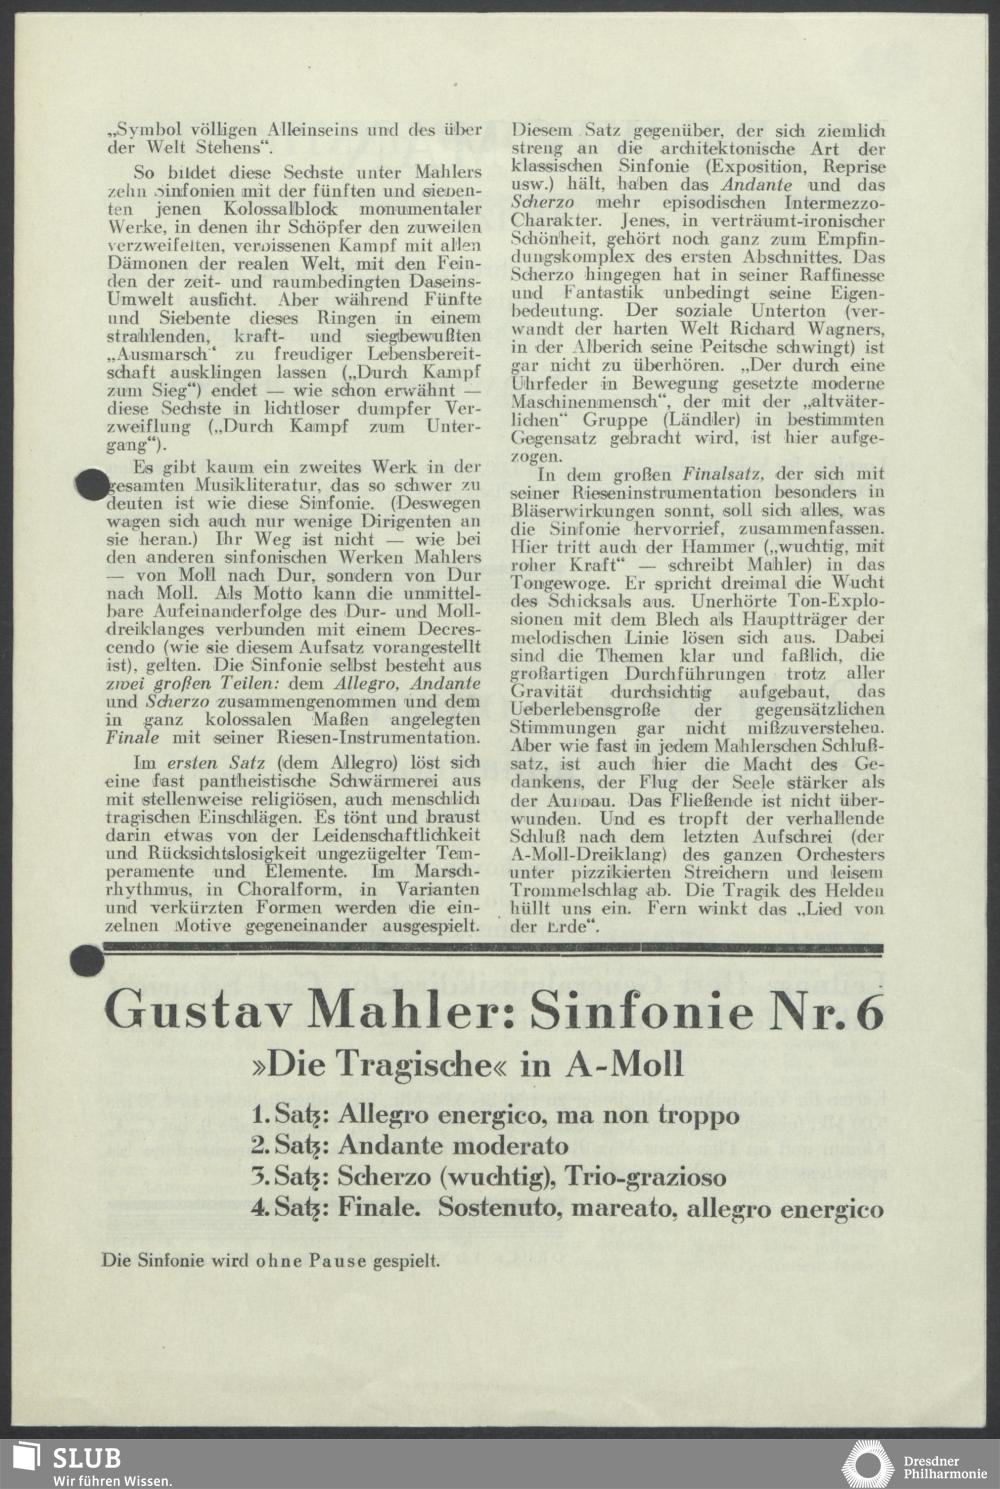 „Symbol völligen Alleinseins und des über
der Welt Stehens“.
So bildet diese Sechste unter Mahlers
zehn Sinfonien mit der fünften und sieben-
ten jenen Kolossalblock monumentaler
Werke, in denen ihr Schöpfer den zuweilen
verzweifelten, verbissenen Kampf mit allen
Dämonen der realen Welt, mit den Fein-
den der zeit- und raumbedingten Daseins-
Umwelt ausficht. Aber während Fünfte
und Siebente dieses Ringen in einem
strahlenden, kraft- und siegbewußten
„Ausmarsch“ zu freudiger Lebensbereit-
schaft ausklingen lassen („Durch Kampf
zum Sieg“) endet — wie schon erwähnt —
diese Sechste in lichtloser dumpfer Ver-
zweiflung („Durch Kampf zum Unter-
gang“).
Es gibt kaum ein zweites Werk in der
gesamten Musikliteratur, das so schwer zu
deuten ist wie diese Sinfonie. (Deswegen
wagen sich auch nur wenige Dirigenten an
sie heran.) Ihr Weg ist nicht — wie bei
den anderen sinfonischen Werken Mahlers
— von Moll nach Dur, sondern von Dur
nach Moll. Als Motto kann die unmittel-
bare Aufeinanderfolge des Dur- und Moll-
dreiklanges verbunden mit einem Decres-
cendo (wie sie diesem Aufsatz vorangestellt
ist), gelten. Die Sinfonie selbst besteht aus
zwei großen Teilen: dem Allegro, Andante
und Scherzo zusammengenommen und dem
in ganz kolossalen Maßen angelegten
Finale mit seiner Riesen-Instrumentation.
Im ersten Satz (dem Allegro) löst sich
eine fast pantheistische Schwärmerei aus
mit stellenweise religiösen, auch menschlich
tragischen Einschlägen. Es tönt und braust
darin etwas von der Leidenschaftlichkeit
und Rücksichtslosigkeit ungezügelter Tem-
peramente und Elemente. Im Marsch-
rhythmus, in Choralform, in Varianten
und verkürzten Formen werden die ein-
zelnen Motive gegeneinander ausgespielt.
Diesem Satz gegenüber, der sich ziemlich
streng an die architektonische Art der
klassischen Sinfonie (Exposition, Reprise
usw.) hält, haben das Andante und das
Scherzo mehr episodischen Intermezzo-
Charakter. Jenes, in verträumt-ironischer
Schönheit, gehört noch ganz zum Empfin-
dungskomplex des ersten Abschnittes. Das
Scherzo hingegen hat in seiner Raffinesse
und Fantastik unbedingt seine Eigen-
bedeutung. Der soziale Unterton (ver-
wandt der harten Welt Richard Wagners,
in der Alberich seine Peitsche schwingt) ist
gar nicht zu überhören. „Der durch eine
Uhrfeder in Bewegung gesetzte moderne
Maschinenmensch“, der mit der „altväter-
lichen“ Gruppe (Ländler) in bestimmten
Gegensatz gebracht wird, ist hier aufge-
zogen.
In dem großen Finalsatz, der sich mit
seiner Rieseninstrumentation besonders in
Bläserwirkungen sonnt, soll sich alles, was
die Sinfonie hervorrief, zusammenfassen.
Hier tritt auch der Hammer („wuchtig, mit
roher Kraft“ — schreibt Mahler) in das
Tongewoge. Er spricht dreimal die Wucht
des Schicksals aus. Unerhörte Ton-Explo-
sionen mit dem Blech als Hauptträger der
melodischen Linie lösen sich aus. Dabei
sind die Themen klar und faßlich, die
großartigen Durchführungen trotz aller
Gravität durchsichtig aufgebaut, das
Ueberlebensgroße der gegensätzlichen
Stimmungen gar nicht mißzuverstehen.
Aber wie fast in jedem Mahlerschen Schluß-
satz, ist auch hier die Macht des Ge-
dankens, der Flug der Seele stärker als
der Aufbau. Das Fließende ist nicht über-
wunden. Und es tropft der verhallende
Schluß nach dem letzten Aufschrei (der
A-Moll-Dreiklang) des ganzen Orchesters
unter pizzikierten Streichern und leisem
Trommelschlag ab. Die Tragik des Helden
hüllt uns ein. Fern winkt das „Lied von
der Erde“.
Gustav Mahler: Sinfonie Nr. 6
»Die Tragische« in A-Moll
1. Satz: Allegro energico, ma non troppo
2. Satz: Andante moderato
3. Satz: Scherzo (wuchtig), Trio-grazioso
4. Satz: Finale. Sostenuto, mareato, allegro energico
Die Sinfonie wird ohne Pause gespielt.
SLUB
Wir führen Wissen.
Dresdner
Philharmonie